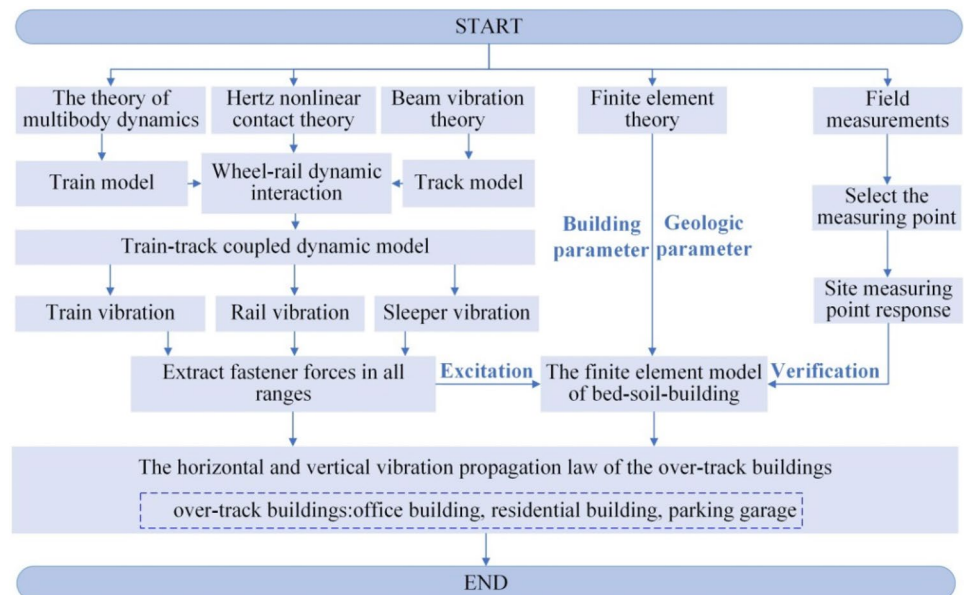 START
The theory of
multibody dynamics
Hertz nonlinear
contact theory
Beam vibration
theory
Finite element
theory
Field
measurements
Train model
Wheel-rail dynamic
interaction
Track model
Select the
measuring point
Building
parameter
Geologic
parameter
Train-track coupled dynamic model
Train vibration
Rail vibration
Sleeper vibration
Site measuring
point response
Extract fastener forces in all
ranges
Excitation
The finite element model
of bed-soil-building
Verification
The horizontal and vertical vibration propagation law of the over-track buildings
over-track buildings:office building, residential building, parking garage
END